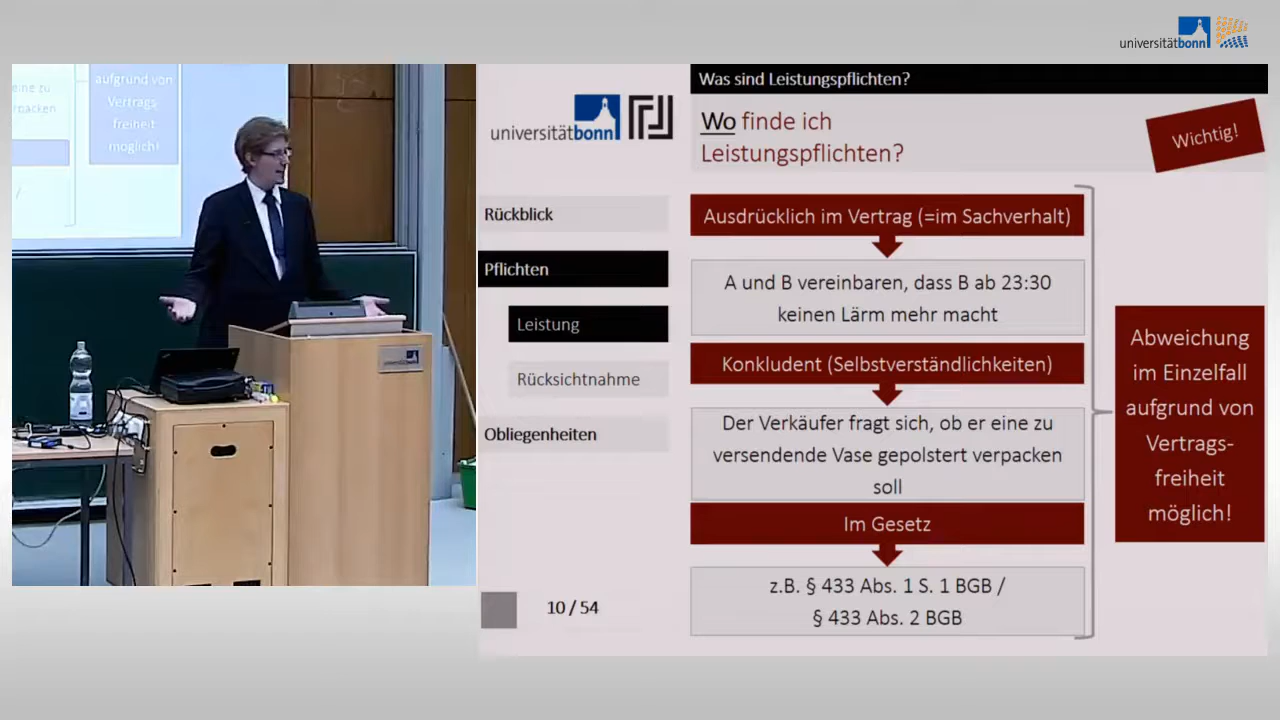 universitätbonn
eine zu
rpacken
aufgrund von
Vertrags-
freiheit
möglich!
universitätbonn
Was sind Leistungspflichten?
Wo finde ich
Leistungspflichten?
Wichtig!
Rückblick
Pflichten
Leistung
Rücksichtnahme
Obliegenheiten
10 / 54
Ausdrücklich im Vertrag (=im Sachverhalt)
A und B vereinbaren, dass B ab 23:30
keinen Lärm mehr macht
Konkludent (Selbstverständlichkeiten)
Der Verkäufer fragt sich, ob er eine zu
versendende Vase gepolstert verpacken
soll
Im Gesetz
z.B. § 433 Abs. 1 S. 1 BGB /
§ 433 Abs. 2 BGB
Abweichung
im Einzelfall
aufgrund von
Vertrags-
freiheit
möglich!